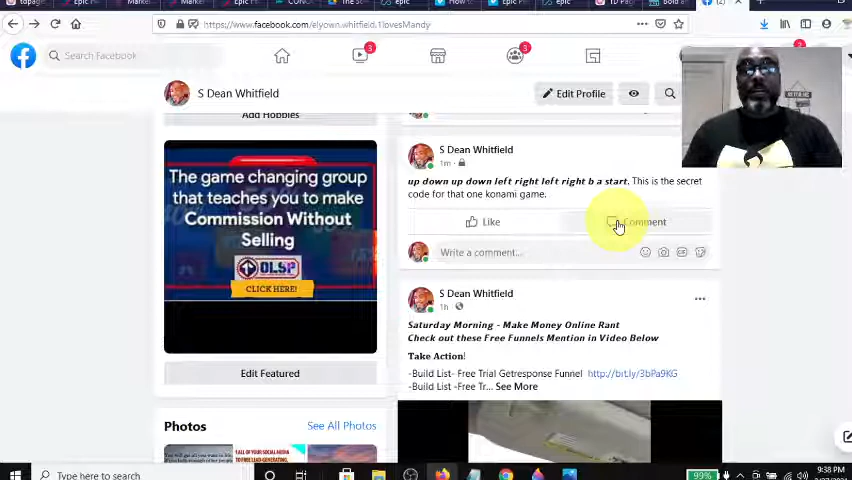 epic
https://www.facebook.com/elyown.whitfield.1lovesMandy
Search Facebook
3
3
2
S Dean Whitfield
Edit Profile
Add Hobbies
The game changing group
that teaches you to make
Commission Without
Selling
OLSP
CLICK HERE!
Edit Featured
Photos
See All Photos
S Dean Whitfield
1m
up down up down left right left right b a start. This is the secret
code for that one konami game.
Like
Comment
Write a comment...
S Dean Whitfield
1h
Saturday Morning - Make Money Online Rant
Check out these Free Funnels Mention in Video Below
Take Action!
-Build List- Free Trial Getresponse Funnel http://bit.ly/3bPa9KG
-Build List -Free Tr... See More
Type here to search
99%
9:38 PM